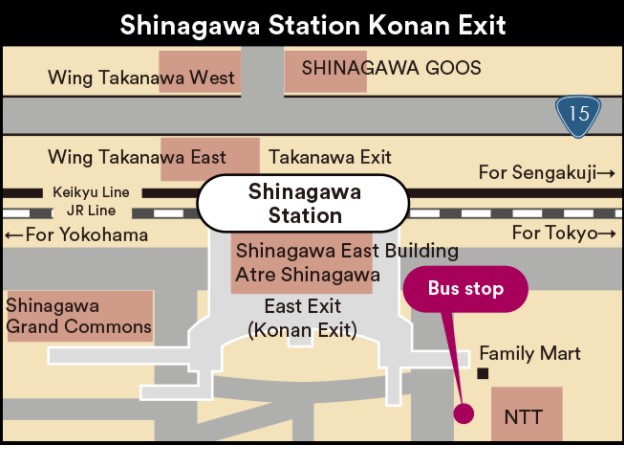 Shinagawa Station Konan Exit
Wing Takanawa West
SHINAGAWA GOOS
15
Wing Takanawa East
Takanawa Exit
For Sengakuji→
Keikyu Line
JR Line
Shinagawa
Station
←For Yokohama
For Tokyo→
Shinagawa East Building
Atre Shinagawa
Bus stop
Shinagawa
Grand Commons
East Exit
(Konan Exit)
Family Mart
NTT